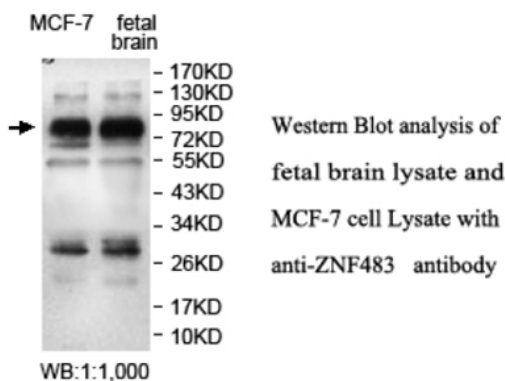 MCF-7 fetal
brain
170KD
130KD
95KD
72KD
55KD
43KD
34KD
26KD
17KD
10KD
WB:1:1,000
Western Blot analysis of
fetal brain lysate and
MCF-7 cell Lysate with
anti-ZNF483 antibody